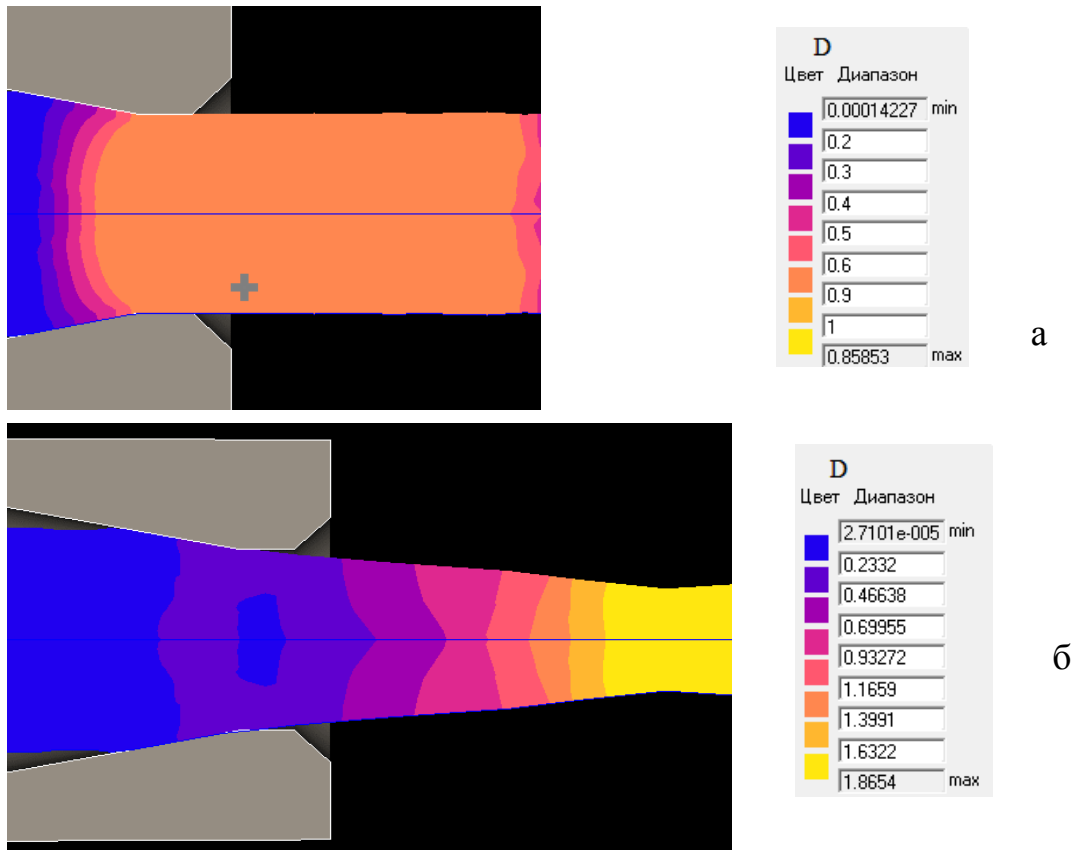 D
Цвет Диапазон
0.00014227 min
0.2
0.3
0.4
0.5
0.6
0.9
1
0.85853 max
а
D
Цвет Диапазон
2.7101e-005 min
0.2332
0.46638
0.69955
0.93272
1.1659
1.3991
1.6322
1.8654 max
б